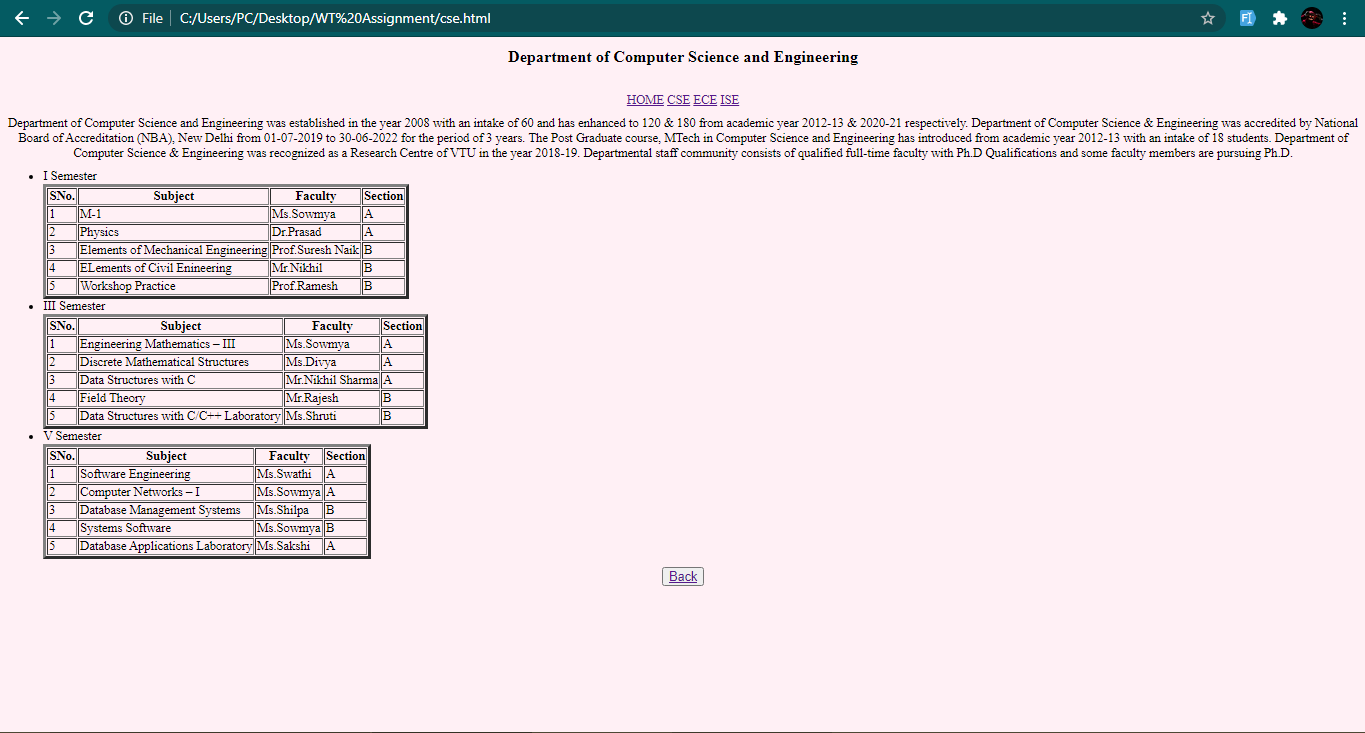 File C:/Users/PC/Desktop/WT%20Assignment/cse.html
Department of Computer Science and Engineering
HOME CSE ECE ISE
Department of Computer Science and Engineering was established in the year 2008 with an intake of 60 and has enhanced to 120 & 180 from academic year 2012-13 & 2020-21 respectively. Department of Computer Science & Engineering was accredited by National
Board of Accreditation (NBA), New Delhi from 01-07-2019 to 30-06-2022 for the period of 3 years. The Post Graduate course, MTech in Computer Science and Engineering has introduced from academic year 2012-13 with an intake of 18 students. Department of
Computer Science & Engineering was recognized as a Research Centre of VTU in the year 2018-19. Departmental staff community consists of qualified full-time faculty with Ph.D Qualifications and some faculty members are pursuing Ph.D.
• I Semester
SNo. Subject Faculty Section
1 M-1 Ms.Sowmya A
2 Physics Dr.Prasad A
3 Elements of Mechanical Engineering Prof.Suresh Naik B
4 ELements of Civil Enineering Mr.Nikhil B
5 Workshop Practice Prof.Ramesh B
• III Semester
SNo. Subject Faculty Section
1 Engineering Mathematics – III Ms.Sowmya A
2 Discrete Mathematical Structures Ms.Divya A
3 Data Structures with C Mr.Nikhil Sharma A
4 Field Theory Mr.Rajesh B
5 Data Structures with C/C++ Laboratory Ms.Shruti B
• V Semester
SNo. Subject Faculty Section
1 Software Engineering Ms.Swathi A
2 Computer Networks – I Ms.Sowmya A
3 Database Management Systems Ms.Shilpa B
4 Systems Software Ms.Sowmya B
5 Database Applications Laboratory Ms.Sakshi A
Back